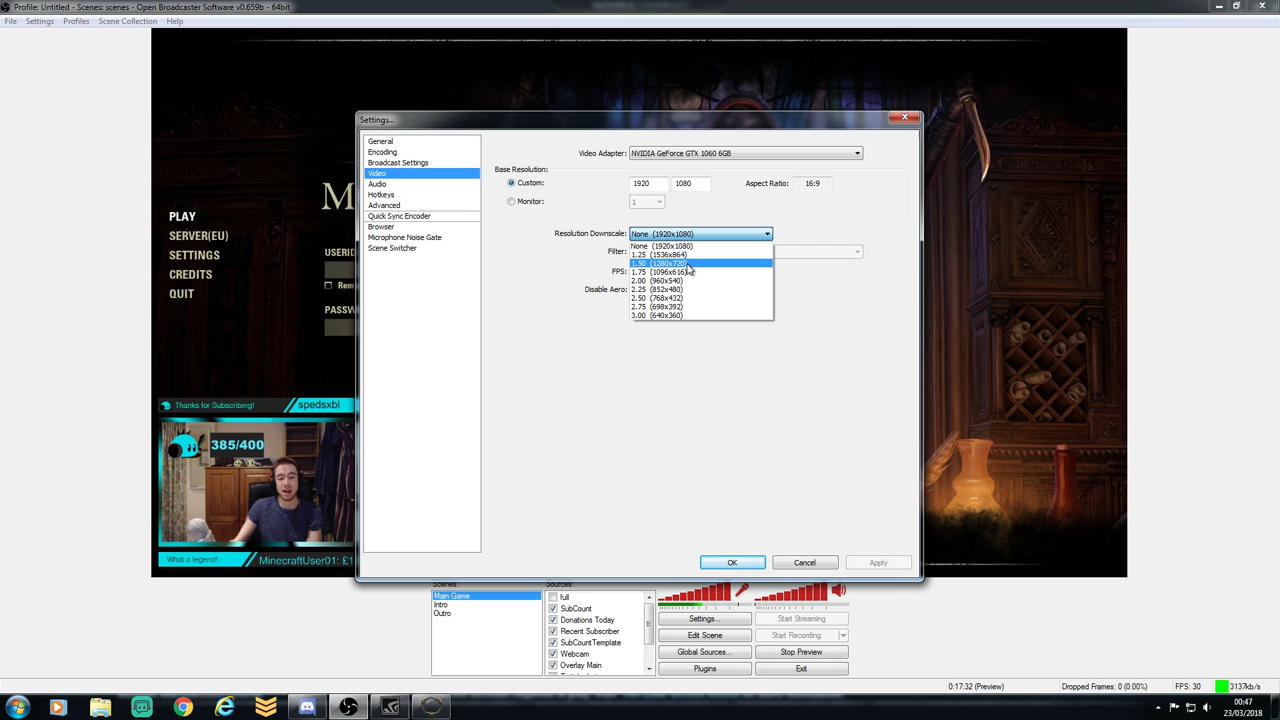 Profile: Untitled - Scenes: scenes - Open Broadcaster Software v0.659b - 64bit
File Settings Profiles Scene Collection Help
Settings...
General
Encoding
Broadcast Settings
Video
Audio
Hotkeys
Advanced
Quick Sync Encoder
Browser
Microphone Noise Gate
Scene Switcher
Video Adapter: NVIDIA GeForce GTX 1060 6GB
Base Resolution:
Custom: 1920 1080 Aspect Ratio: 16:9
Monitor: 1
Resolution Downscale: None (1920x1080)
None (1920x1080)
1.25 (1536x864)
1.50 (1280x720)
1.75 (1096x616)
2.00 (960x540)
2.25 (852x480)
2.50 (768x432)
2.75 (698x392)
3.00 (640x360)
Filter:
FPS:
Disable Aero:
OK Cancel Apply
M
PLAY
SERVER(EU)
SETTINGS
CREDITS
QUIT
USERID
Rem
PASSW
Thanks for Subscribing! spedsxbl
385/400
What a legend! MinecraftUser01: £1
Scenes:
Main Game
Intro
Outro
Sources:
full
SubCount
Donations Today
Recent Subscriber
SubCountTemplate
Webcam
Overlay Main
Settings... Start Streaming
Edit Scene Start Recording
Global Sources... Stop Preview
Plugins Exit
0:17:32 (Preview) Dropped Frames: 0 (0.00%) FPS: 30 3137kb/s
00:47
23/03/2018